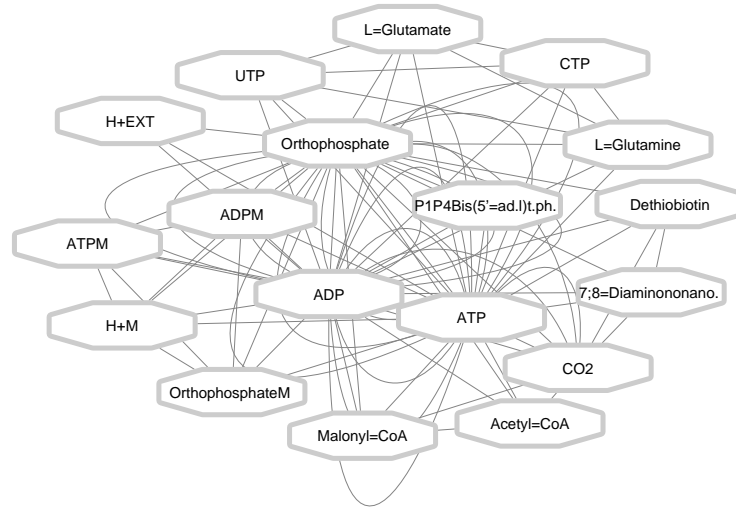 L=Glutamate
CTP
UTP
H+EXT
Orthophosphate
L=Glutamine
P1P4Bis(5'=ad.l)t.ph.
Dethiobiotin
ADPM
ATPM
ADP
7;8=Diaminononano.
ATP
H+M
CO2
OrthophosphateM
Acetyl=CoA
Malonyl=CoA